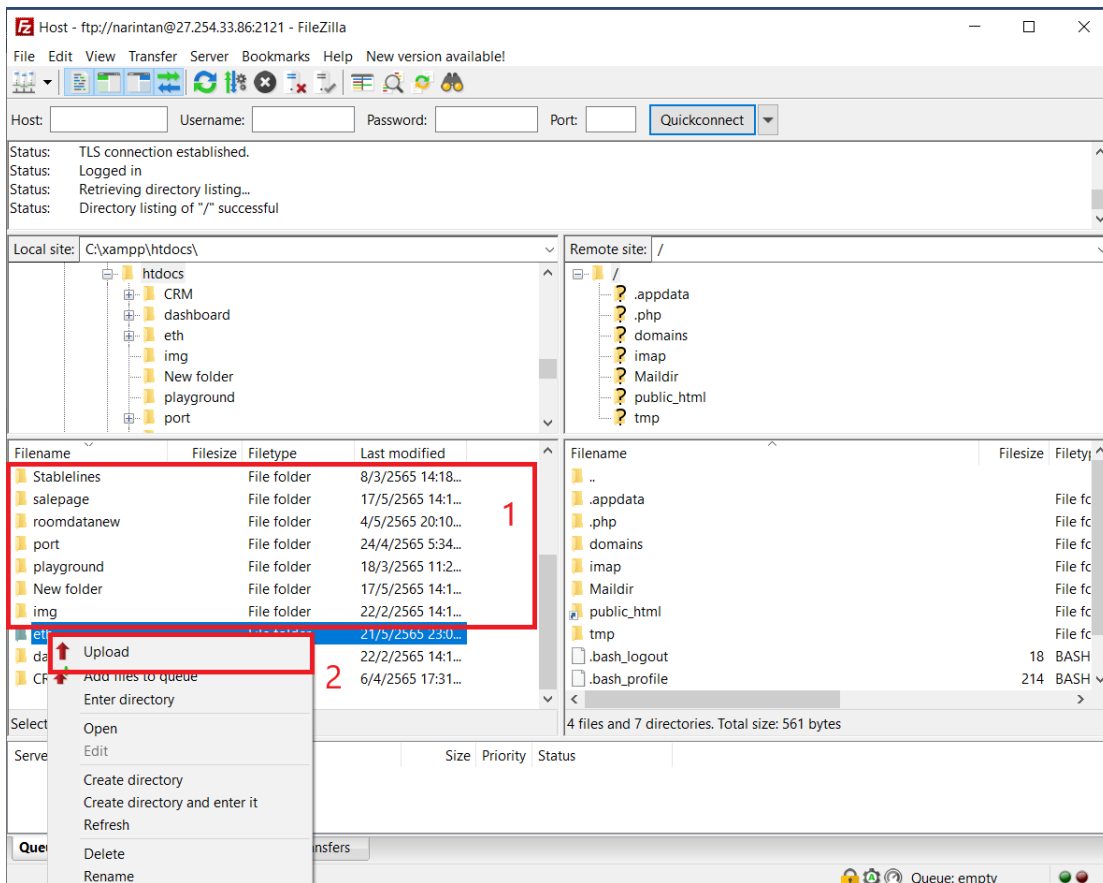 Host - ftp://narintan@27.254.33.86:2121 - FileZilla
File Edit View Transfer Server Bookmarks Help New version available!
Host: Username: Password: Port: Quickconnect
Status: TLS connection established.
Status: Logged in
Status: Retrieving directory listing...
Status: Directory listing of "/" successful
Local site: C:\xampp\htdocs\
htdocs
CRM
dashboard
eth
img
New folder
playground
port
Remote site: /
/
.appdata
.php
domains
imap
Maildir
public_html
tmp
Filename Filesize Filetype Last modified
Stablelines File folder 8/3/2565 14:18...
salepage File folder 17/5/2565 14:1...
roomdatanew File folder 4/5/2565 20:10...
port File folder 24/4/2565 5:34...
playground File folder 18/3/2565 11:2...
New folder File folder 17/5/2565 14:1...
img File folder 22/2/2565 14:1...
eth File folder 21/5/2565 23:0...
da 22/2/2565 14:1...
CR 6/4/2565 17:31...
1
2
Upload
Add files to queue
Enter directory
Open
Edit
Create directory
Create directory and enter it
Refresh
Delete
Rename
Select
Filename Filesize Filety
..
.appdata File fc
.php File fc
domains File fc
imap File fc
Maildir File fc
public_html File fc
tmp File fc
.bash_logout 18 BASH
.bash_profile 214 BASH
4 files and 7 directories. Total size: 561 bytes
Serve Size Priority Status
Que nsfers
Queue: empty